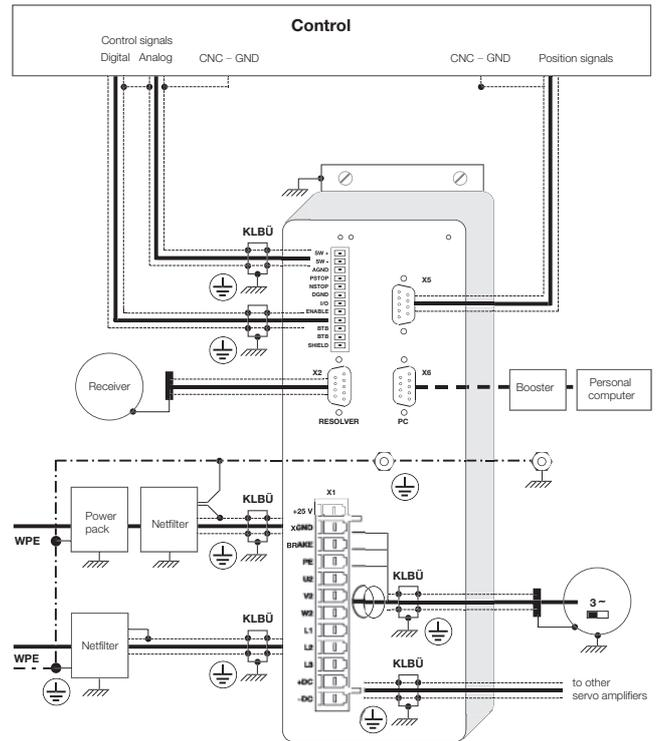 Control
Control signals
Digital Analog CNC – GND CNC – GND Position signals
KLBÜ
SW +
SW -
AGND
PSTOP
NSTOP
DGND
I/O
ENABLE
BTB
BTB
SHIELD
X5
Receiver
X2
RESOLVER
X6
PC
Booster
Personal
computer
X1
KLBÜ
Power
pack
Netfilter
WPE
+25 V
XGND
BRAKE
PE
U2
V2
W2
L1
L2
L3
+DC
-DC
KLBÜ
3 ~
Netfilter
KLBÜ
WPE
KLBÜ
to other
servo amplifiers